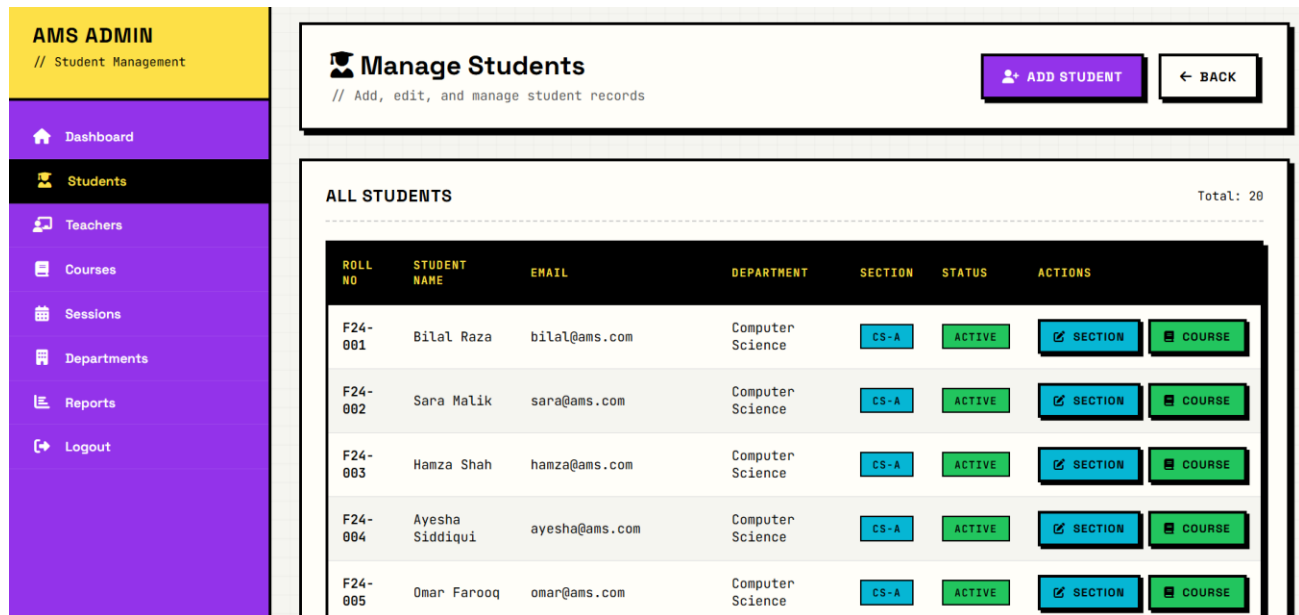 AMS ADMIN
// Student Management
Dashboard
Students
Teachers
Courses
Sessions
Departments
Reports
Logout
Manage Students
// Add, edit, and manage student records
ADD STUDENT
← BACK
ALL STUDENTS
Total: 20
ROLL NO STUDENT NAME EMAIL DEPARTMENT SECTION STATUS ACTIONS
F24-001 Bilal Raza bilal@ams.com Computer Science CS-A ACTIVE SECTION COURSE
F24-002 Sara Malik sara@ams.com Computer Science CS-A ACTIVE SECTION COURSE
F24-003 Hamza Shah hamza@ams.com Computer Science CS-A ACTIVE SECTION COURSE
F24-004 Ayesha Siddiqui ayesha@ams.com Computer Science CS-A ACTIVE SECTION COURSE
F24-005 Omar Farooq omar@ams.com Computer Science CS-A ACTIVE SECTION COURSE